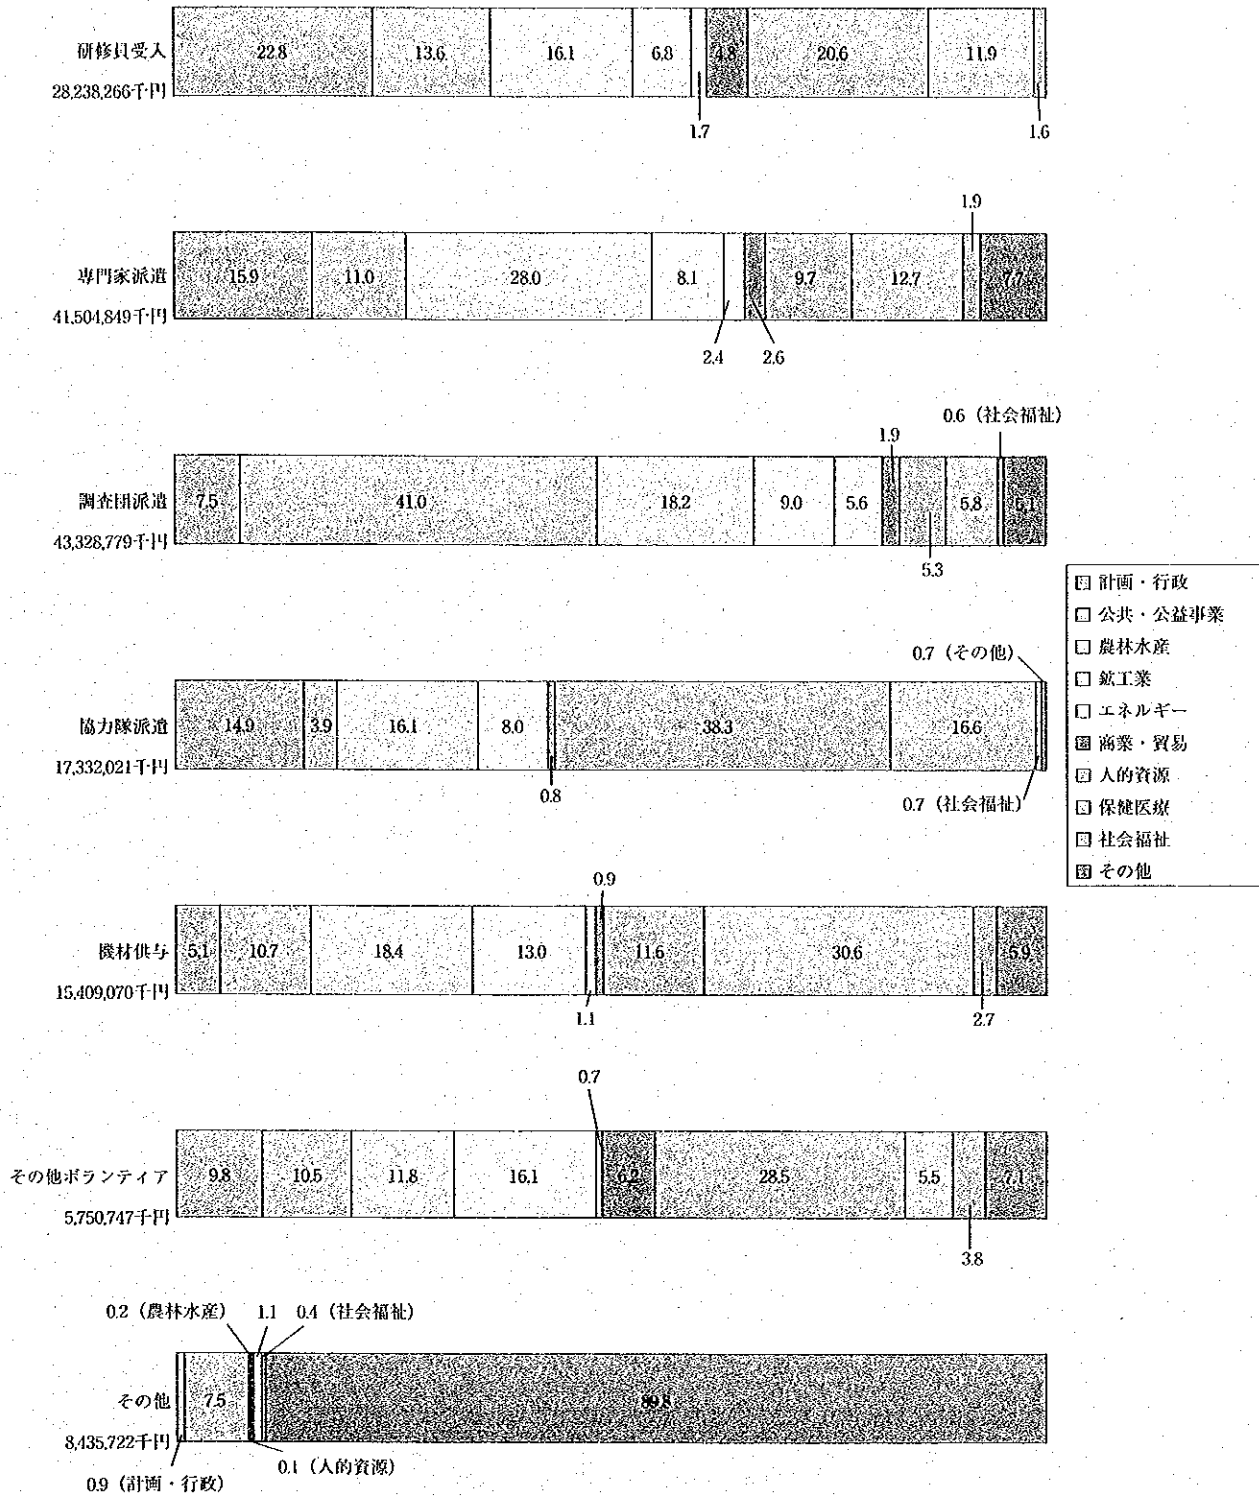 研修員受入
28,238,266千円
22.8 13.6 16.1 6.8 4.8 20.6 11.9
1.7 1.6
1.9
専門家派遣
41,504,849千円
15.9 11.0 28.0 8.1 9.7 12.7 7.7
2.4 2.6
0.6 (社会福祉)
1.9
調査団派遣
43,328,779千円
7.5 41.0 18.2 9.0 5.6 5.8 5.1
5.3
計画・行政
公共・公益事業
農林水産
鉱工業
エネルギー
商業・貿易
人的資源
保健医療
社会福祉
その他
0.7 (その他)
協力隊派遣
17,332,021千円
14.9 3.9 16.1 8.0 38.3 16.6
0.8
0.7 (社会福祉)
0.9
機材供与
15,409,070千円
5.1 10.7 18.4 13.0 11.6 30.6 5.9
1.1 2.7
0.7
その他ボランティア
5,750,747千円
9.8 10.5 11.8 16.1 6.2 28.5 5.5 7.1
3.8
0.2 (農林水産) 1.1 0.4 (社会福祉)
その他
8,435,722千円
7.5 89.8
0.1 (人的資源)
0.9 (計画・行政)